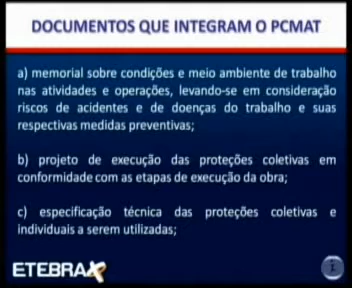 DOCUMENTOS QUE INTEGRAM O PCMAT
a) memorial sobre condições e meio ambiente de trabalho
nas atividades e operações, levando-se em consideração
riscos de acidentes e de doenças do trabalho e suas
respectivas medidas preventivas;
b) projeto de execução das proteções coletivas em
conformidade com as etapas de execução da obra;
c) especificação técnica das proteções coletivas e
individuais a serem utilizadas;
ETEBRAX